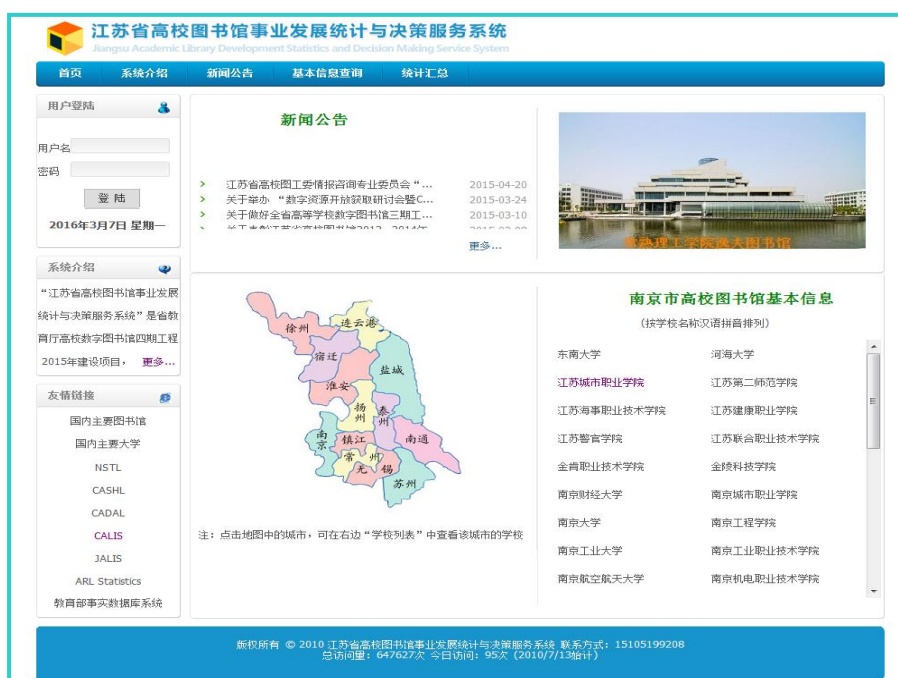 江苏省高校图书馆事业发展统计与决策服务系统
Jiangsu Academic Library Development Statistics and Decision Making Service System
首页 系统介绍 新闻公告 基本信息查询 统计汇总
用户登陆
用户名
密码
登 陆
2016年3月7日 星期一
系统介绍
“江苏省高校图书馆事业发展
统计与决策服务系统”是省教
育厅高校数字图书馆四期工程
2015年建设项目， 更多...
友情链接
国内主要图书馆
国内主要大学
NSTL
CASHL
CADAL
CALIS
JALIS
ARL Statistics
教育部事实数据库系统
新闻公告
江苏省高校图工委情报咨询专业委员会“... 2015-04-20
关于举办 “数字资源开放获取研讨会暨C... 2015-03-24
关于做好全省高等学校数字图书馆三期工... 2015-03-10
更多...
常熟理工学院逸夫图书馆
徐州
连云港
宿迁
盐城
淮安
扬州
泰州
南京
镇江
南通
常州
无锡
苏州
注：点击地图中的城市，可在右边“学校列表”中查看该城市的学校
南京市高校图书馆基本信息
(按学校名称汉语拼音排列)
东南大学 河海大学
江苏城市职业学院 江苏第二师范学院
江苏海事职业技术学院 江苏建康职业学院
江苏警官学院 江苏联合职业技术学院
金肯职业技术学院 金陵科技学院
南京财经大学 南京城市职业学院
南京大学 南京工程学院
南京工业大学 南京工业职业技术学院
南京航空航天大学 南京机电职业技术学院
版权所有 © 2010 江苏省高校图书馆事业发展统计与决策服务系统 联系方式：15105199208
总访问量：647627次 今日访问：95次 (2010/7/13始计)